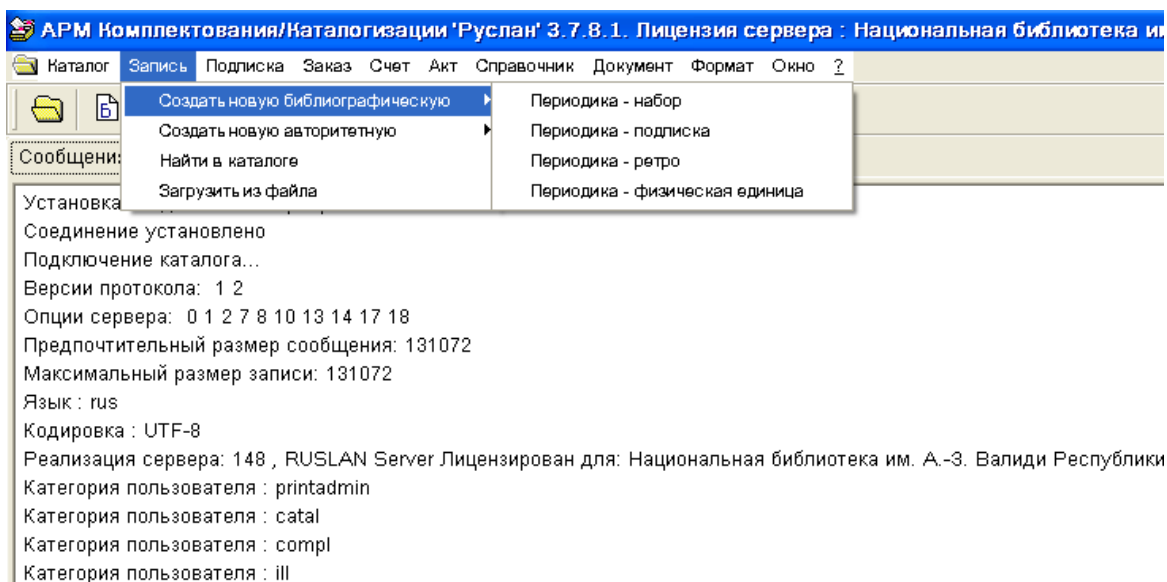 АРМ Комплектования/Каталогизации 'Руслан' 3.7.8.1. Лицензия сервера : Национальная библиотека
Каталог Запись Подписка Заказ Счет Акт Справочник Документ Формат Окно ?
Создать новую библиографическую
Создать новую авторитетную
Найти в каталоге
Загрузить из файла
Периодика - набор
Периодика - подписка
Периодика - ретро
Периодика - физическая единица
Б
Установка
Соединение установлено
Подключение каталога...
Версии протокола: 1 2
Опции сервера: 0 1 2 7 8 10 13 14 17 18
Предпочтительный размер сообщения: 131072
Максимальный размер записи: 131072
Язык : rus
Кодировка : UTF-8
Реализация сервера: 148 , RUSLAN Server Лицензирован для: Национальная библиотека им. А.-З. Валиди Республики
Категория пользователя : printadmin
Категория пользователя : catal
Категория пользователя : compl
Категория пользователя : ill